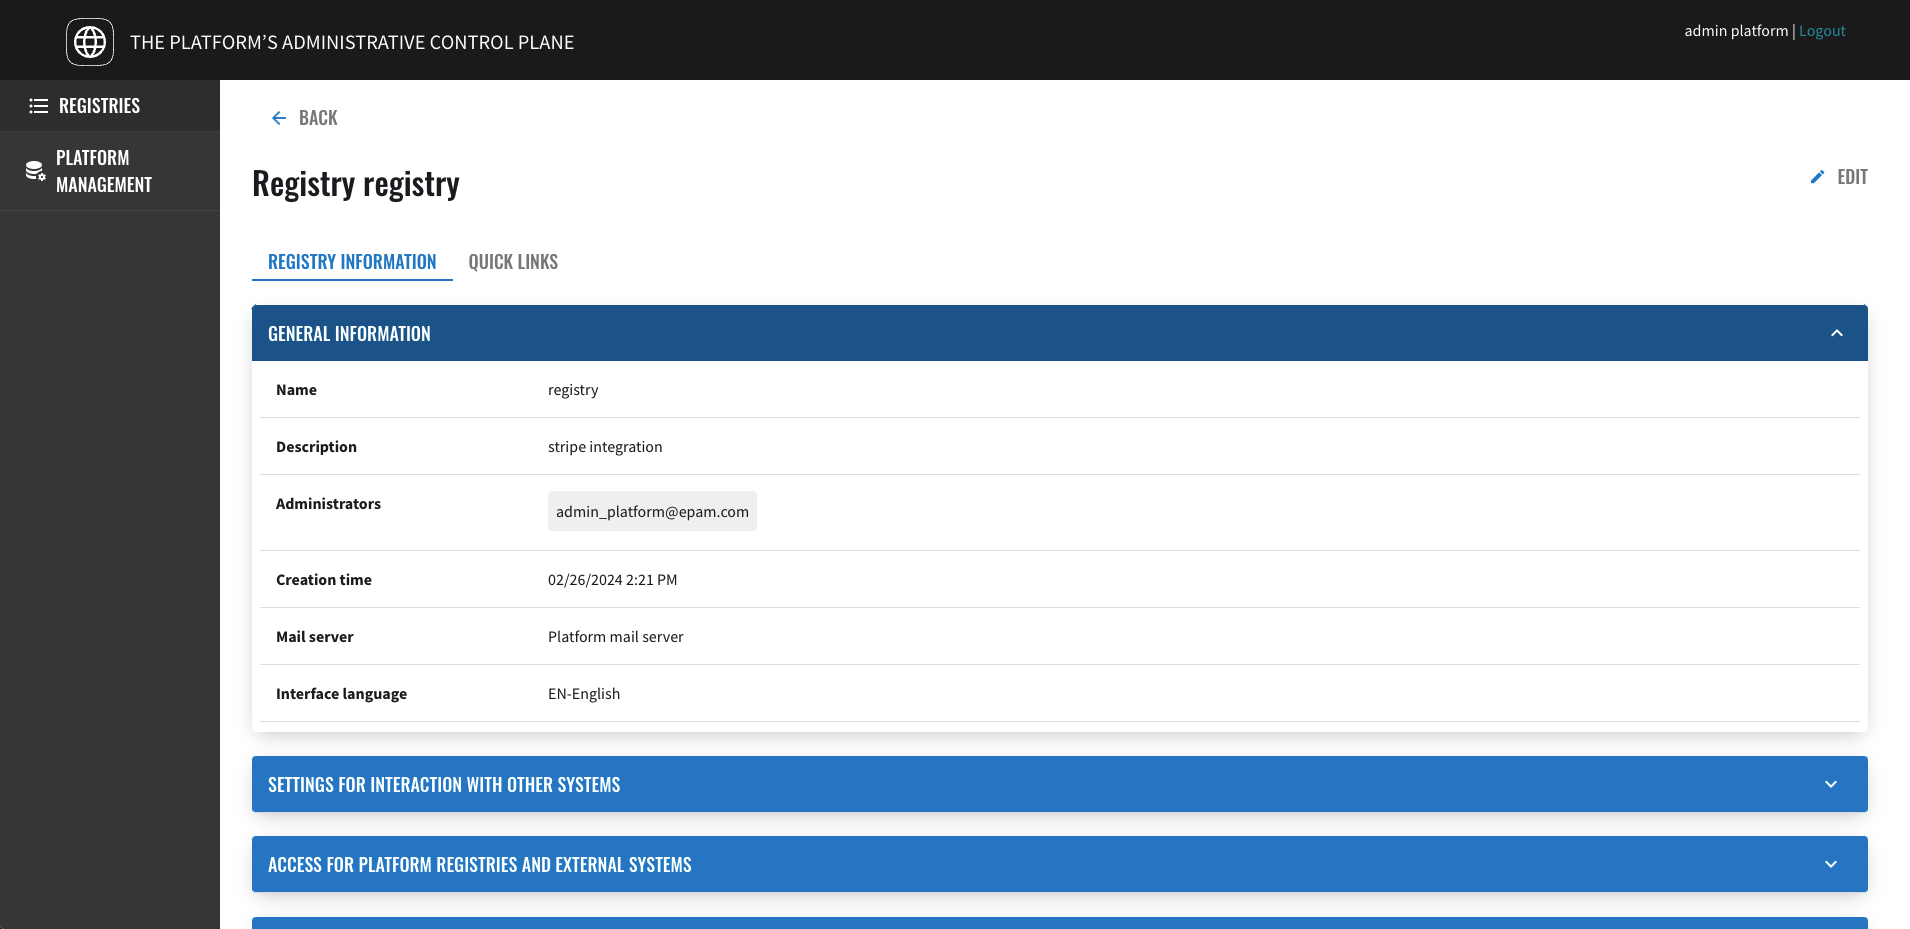 THE PLATFORM’S ADMINISTRATIVE CONTROL PLANE
admin platform | Logout
REGISTRIES
PLATFORM
MANAGEMENT
BACK
Registry registry
EDIT
REGISTRY INFORMATION
QUICK LINKS
GENERAL INFORMATION
Name registry
Description stripe integration
Administrators admin_platform@epam.com
Creation time 02/26/2024 2:21 PM
Mail server Platform mail server
Interface language EN-English
SETTINGS FOR INTERACTION WITH OTHER SYSTEMS
ACCESS FOR PLATFORM REGISTRIES AND EXTERNAL SYSTEMS